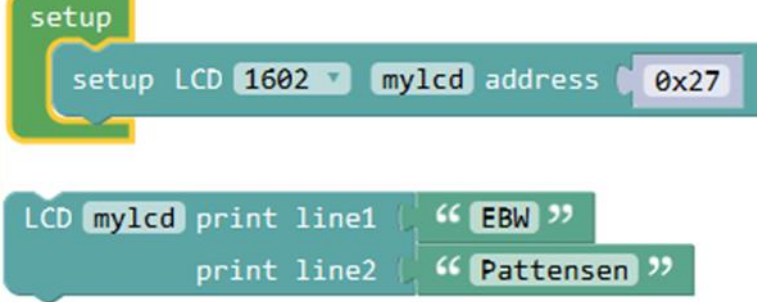 setup
setup LCD 1602 mylcd address 0x27
LCD mylcd print line1 “ EBW ”
print line2 “ Pattensen ”